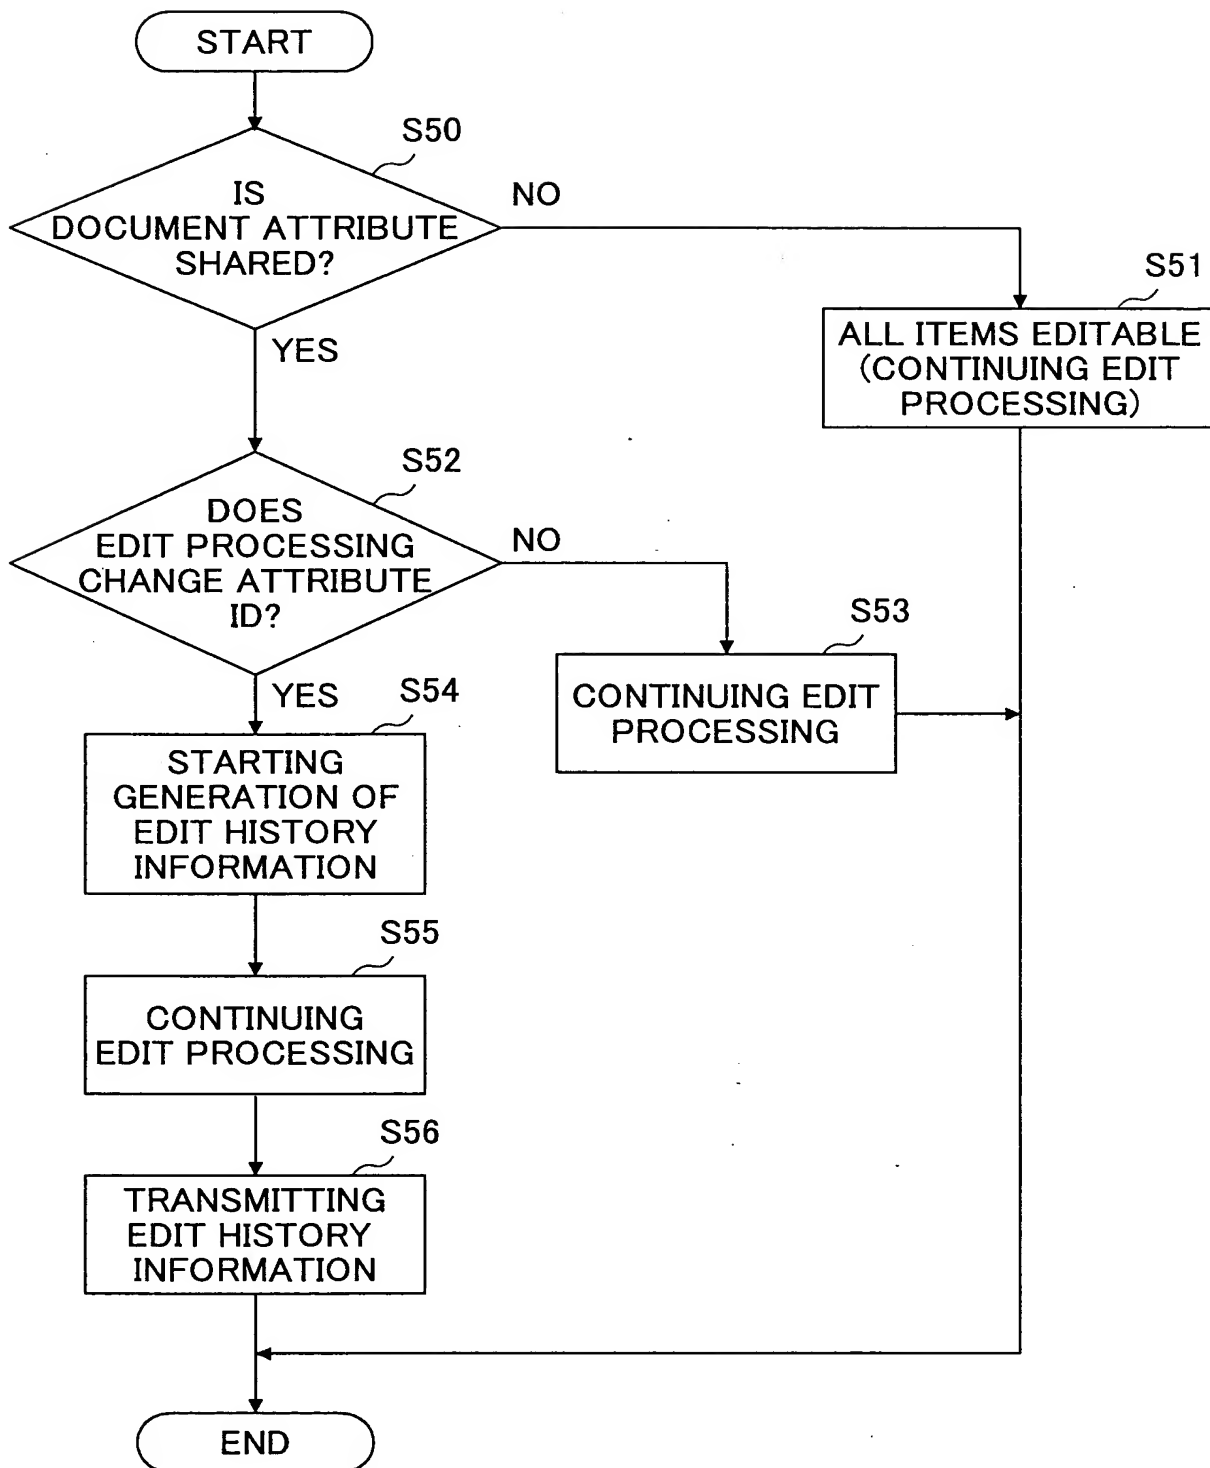 START
S50
IS
DOCUMENT ATTRIBUTE
SHARED?
NO
YES
S51
ALL ITEMS EDITABLE
(CONTINUING EDIT
PROCESSING)
S52
DOES
EDIT PROCESSING
CHANGE ATTRIBUTE
ID?
NO
YES
S53
CONTINUING EDIT
PROCESSING
S54
STARTING
GENERATION OF
EDIT HISTORY
INFORMATION
S55
CONTINUING
EDIT PROCESSING
S56
TRANSMITTING
EDIT HISTORY
INFORMATION
END